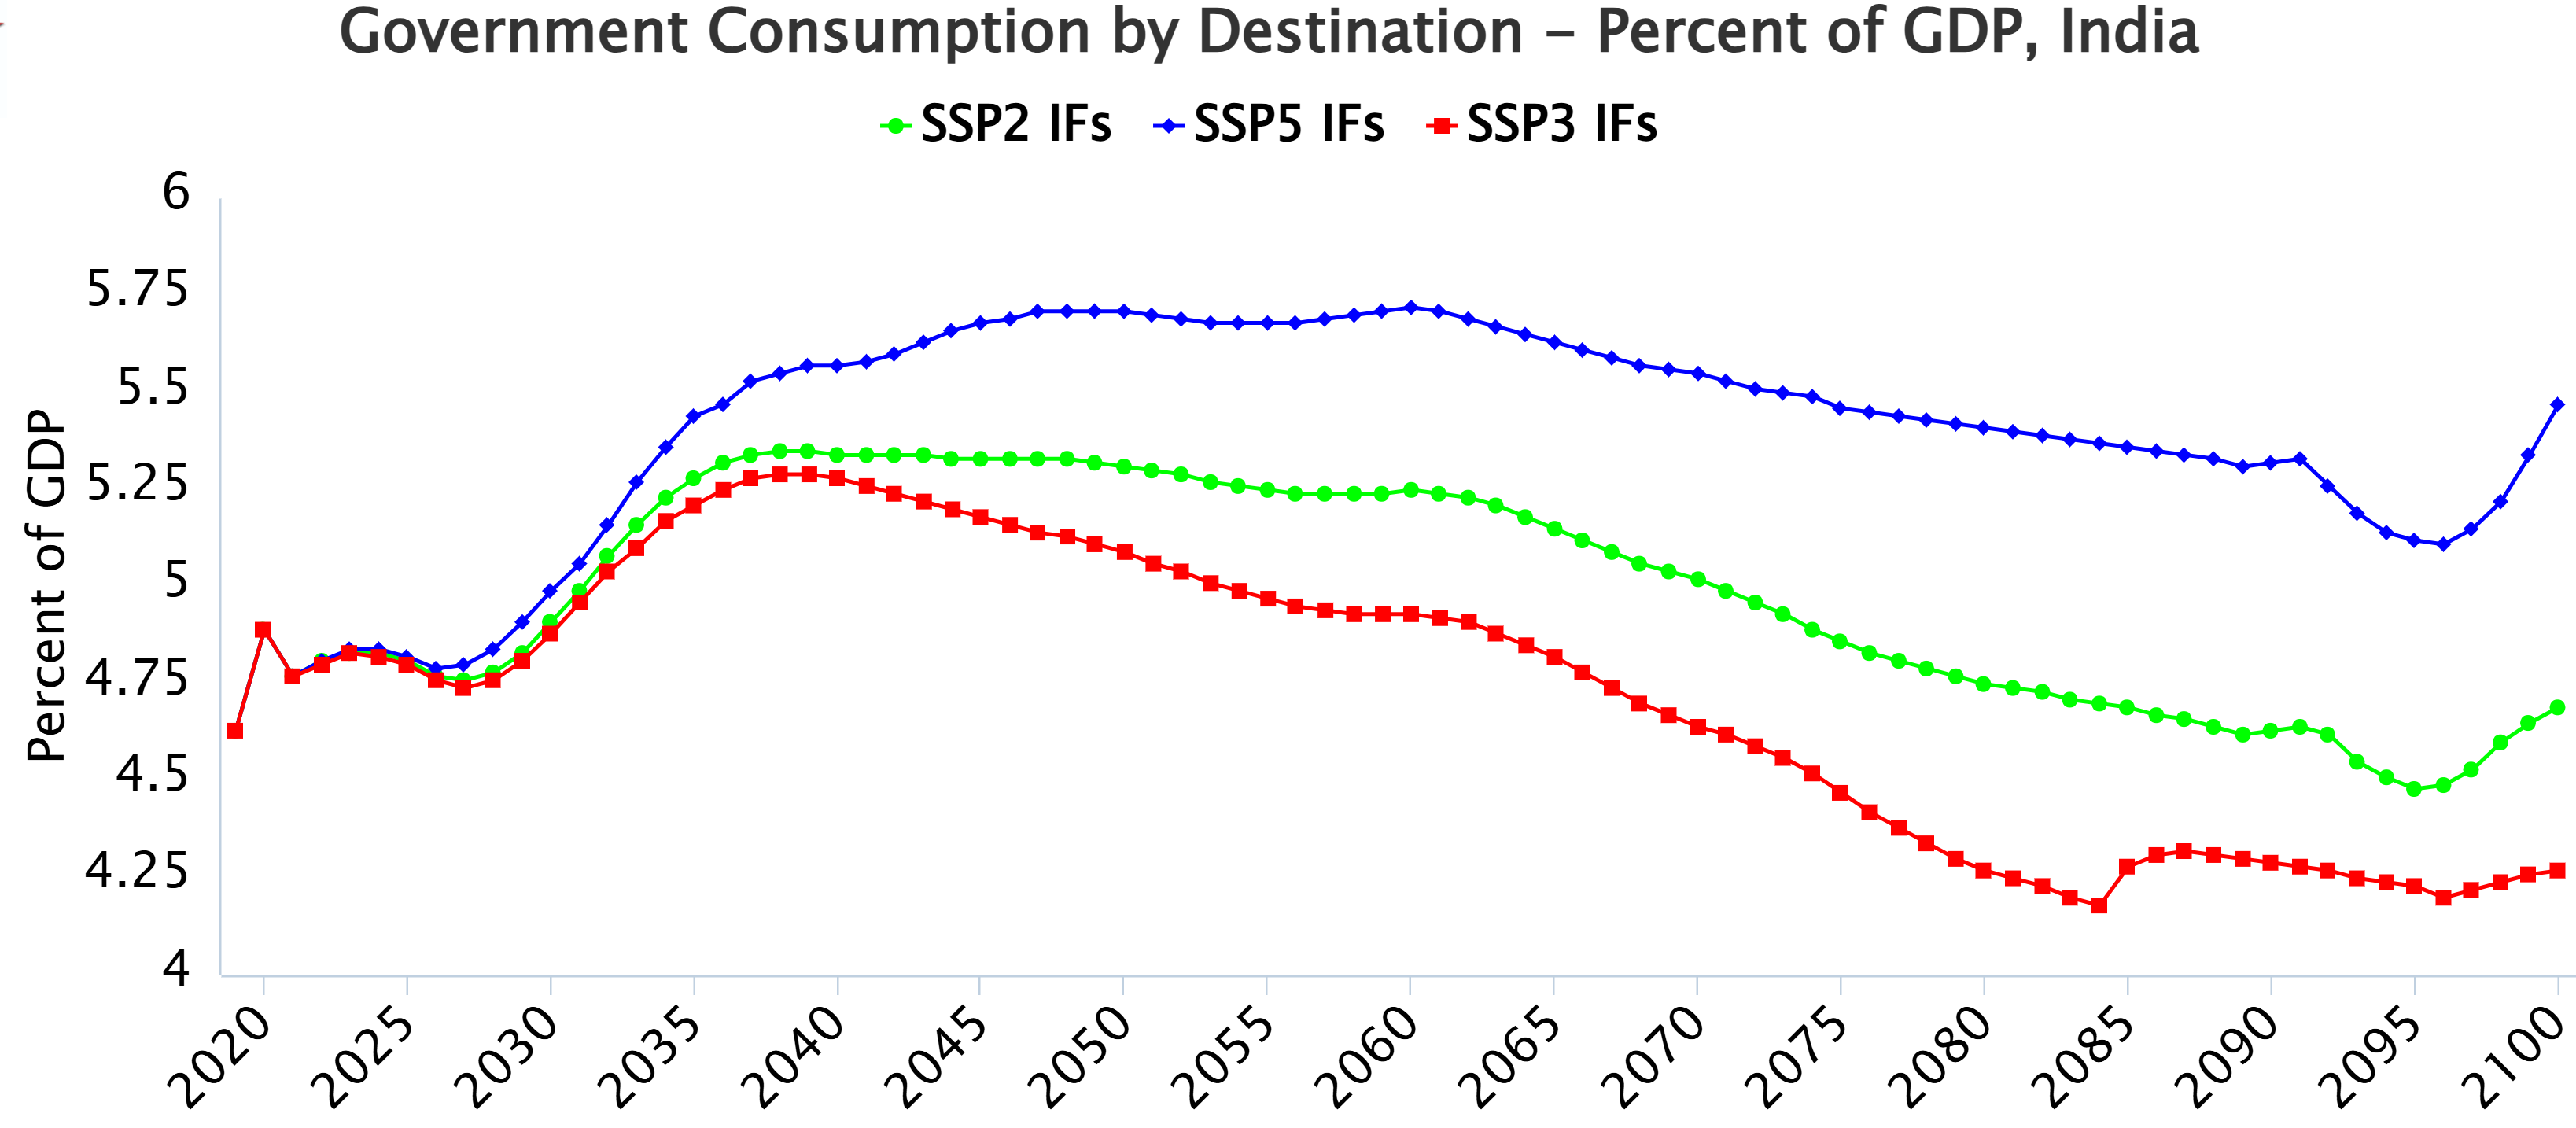 Government Consumption by Destination – Percent of GDP, India
SSP2 IFs SSP5 IFs SSP3 IFs
Percent of GDP
6
5.75
5.5
5.25
5
4.75
4.5
4.25
4
2020 2025 2030 2035 2040 2045 2050 2055 2060 2065 2070 2075 2080 2085 2090 2095 2100